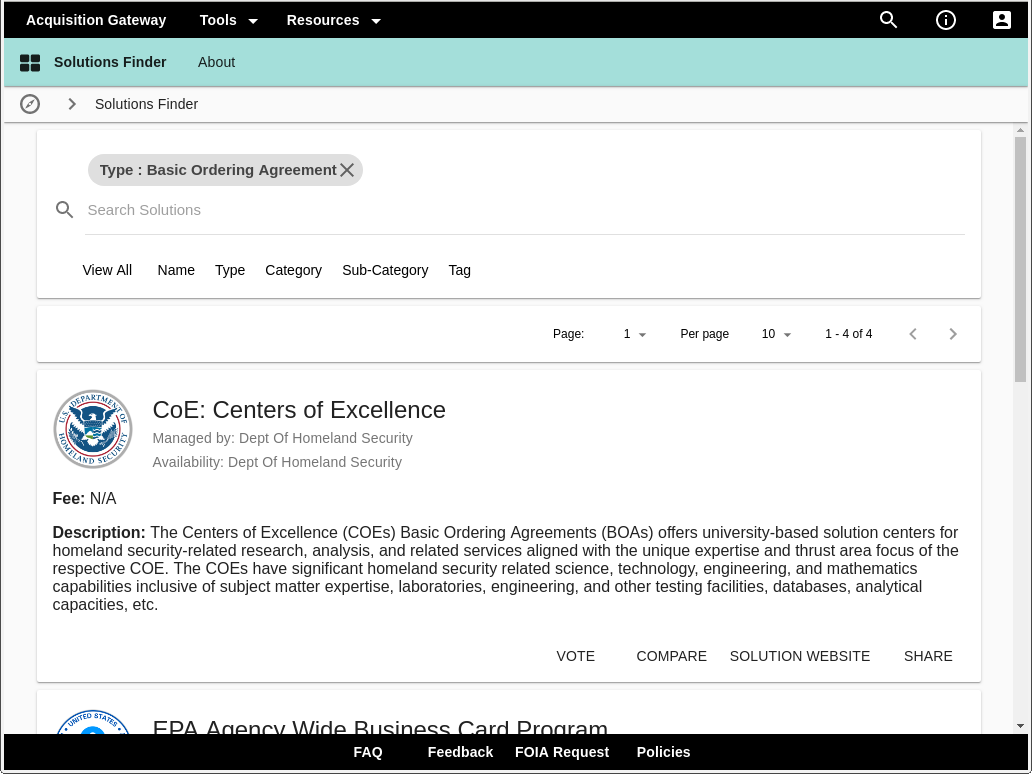 Acquisition Gateway Tools Resources
Solutions Finder About
Solutions Finder
Type : Basic Ordering Agreement
Search Solutions
View All Name Type Category Sub-Category Tag
Page: 1 Per page 10 1 - 4 of 4
U.S. DEPARTMENT OF HOMELAND SECURITY
CoE: Centers of Excellence
Managed by: Dept Of Homeland Security
Availability: Dept Of Homeland Security
Fee: N/A
Description: The Centers of Excellence (COEs) Basic Ordering Agreements (BOAs) offers university-based solution centers for
homeland security-related research, analysis, and related services aligned with the unique expertise and thrust area focus of the
respective COE. The COEs have significant homeland security related science, technology, engineering, and mathematics
capabilities inclusive of subject matter expertise, laboratories, engineering, and other testing facilities, databases, analytical
capacities, etc.
VOTE COMPARE SOLUTION WEBSITE SHARE
UNITED STATES
EPA Agency Wide Business Card Program
FAQ Feedback FOIA Request Policies